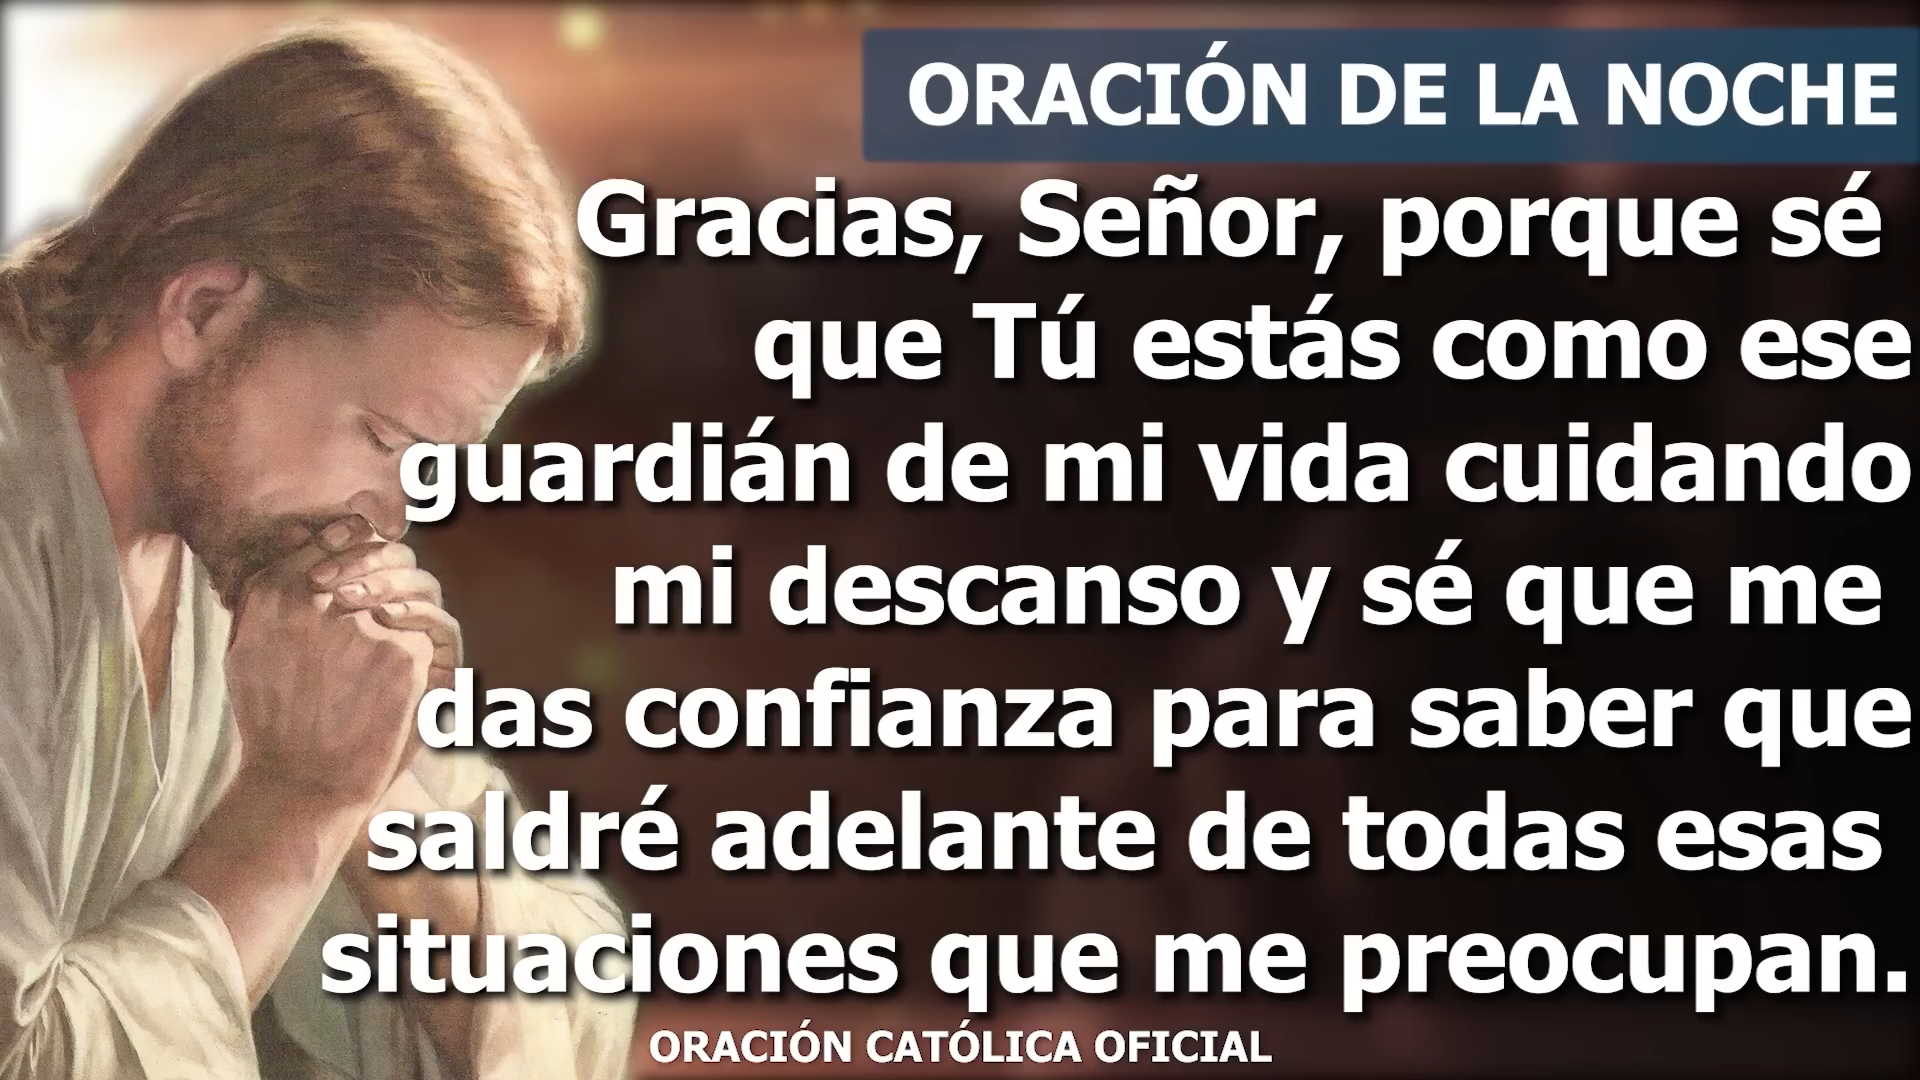 ORACIÓN DE LA NOCHE
Gracias, Señor, porque sé
que Tú estás como ese
guardián de mi vida cuidando
mi descanso y sé que me
das confianza para saber que
saldré adelante de todas esas
situaciones que me preocupan.
ORACIÓN CATÓLICA OFICIAL